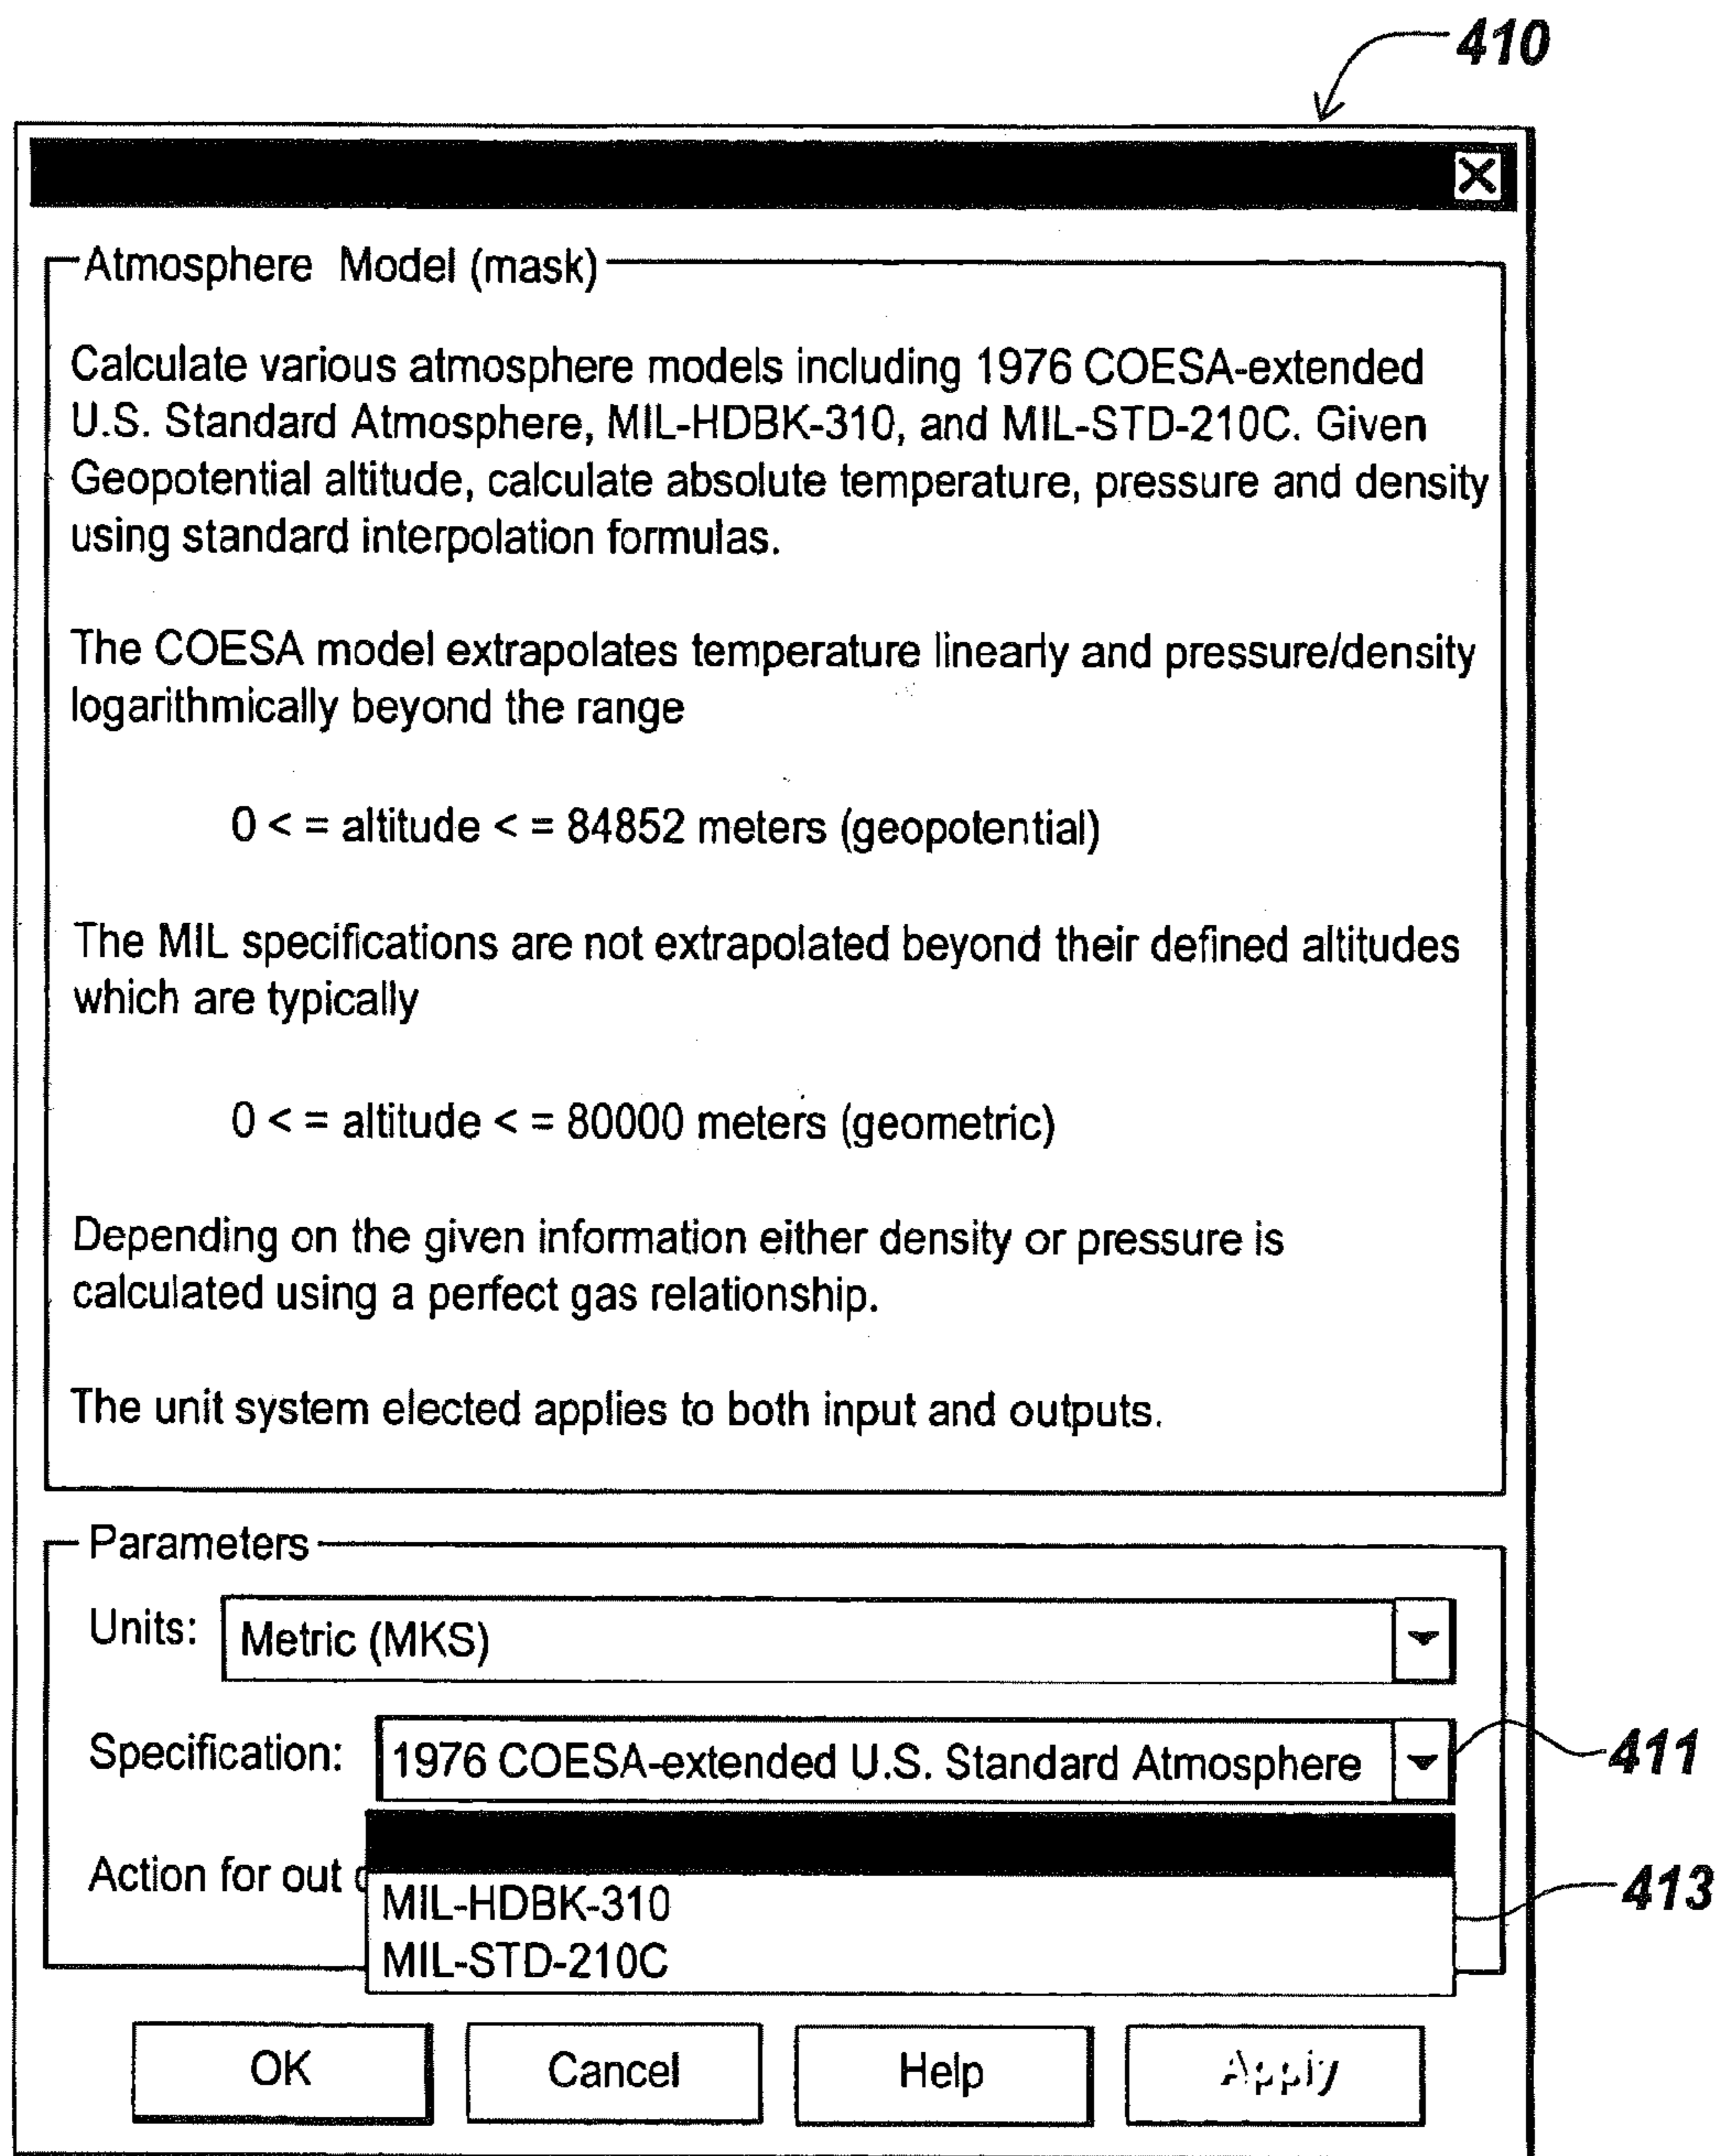 410
Atmosphere Model (mask)
Calculate various atmosphere models including 1976 COESA-extended
U.S. Standard Atmosphere, MIL-HDBK-310, and MIL-STD-210C. Given
Geopotential altitude, calculate absolute temperature, pressure and density
using standard interpolation formulas.
The COESA model extrapolates temperature linearly and pressure/density
logarithmically beyond the range
0 < = altitude < = 84852 meters (geopotential)
The MIL specifications are not extrapolated beyond their defined altitudes
which are typically
0 < = altitude < = 80000 meters (geometric)
Depending on the given information either density or pressure is
calculated using a perfect gas relationship.
The unit system elected applies to both input and outputs.
Parameters
Units: Metric (MKS)
Specification: 1976 COESA-extended U.S. Standard Atmosphere
411
Action for out
MIL-HDBK-310
413
MIL-STD-210C
OK Cancel Help Apply